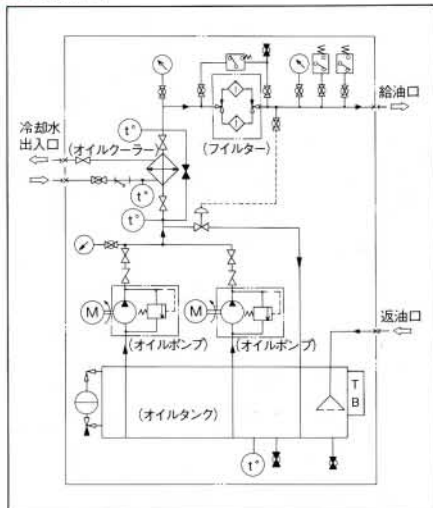 給油口
冷却水
出入口
(オイルクーラー)
(フイルター)
t°
t°
t°
M
M
(オイルポンプ)
(オイルポンプ)
返油口
(オイルタンク)
T
B
t°